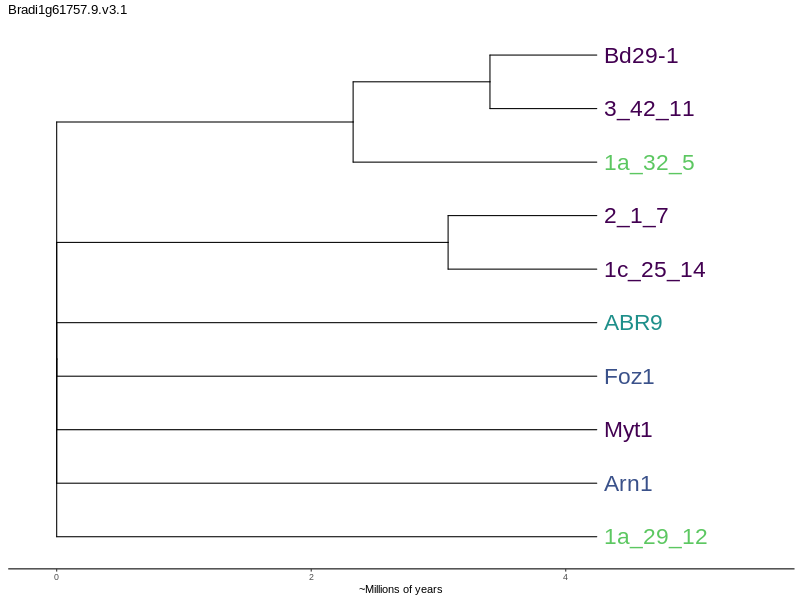 Bradi1g61757.9.v3.1
Bd29-1
3_42_11
1a_32_5
2_1_7
1c_25_14
ABR9
Foz1
Myt1
Arn1
1a_29_12
0 2 4
~Millions of years